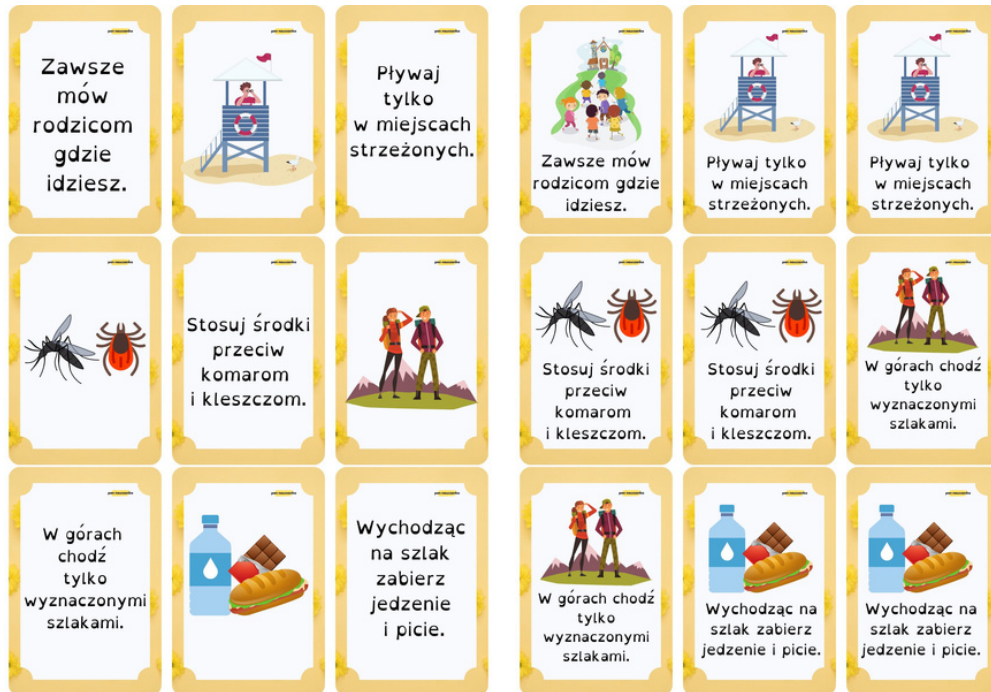 Zawsze
mów
rodzicom
gdzie
idziesz.
Pływaj
tylko
w miejscach
strzeżonych.
Zawsze mów
rodzicom gdzie
idziesz.
Pływaj tylko
w miejscach
strzeżonych.
Pływaj tylko
w miejscach
strzeżonych.
Stosuj środki
przeciw
komarom
i kleszczom.
Stosuj środki
przeciw
komarom
i kleszczom.
Stosuj środki
przeciw
komarom
i kleszczom.
W górach chodź
tylko
wyznaczonymi
szlakami.
W górach
chodź
tylko
wyznaczonymi
szlakami.
Wychodząc
na szlak
zabierz
jedzenie
i picie.
W górach chodź
tylko
wyznaczonymi
szlakami.
Wychodząc na
szlak zabierz
jedzenie i picie.
Wychodząc na
szlak zabierz
jedzenie i picie.